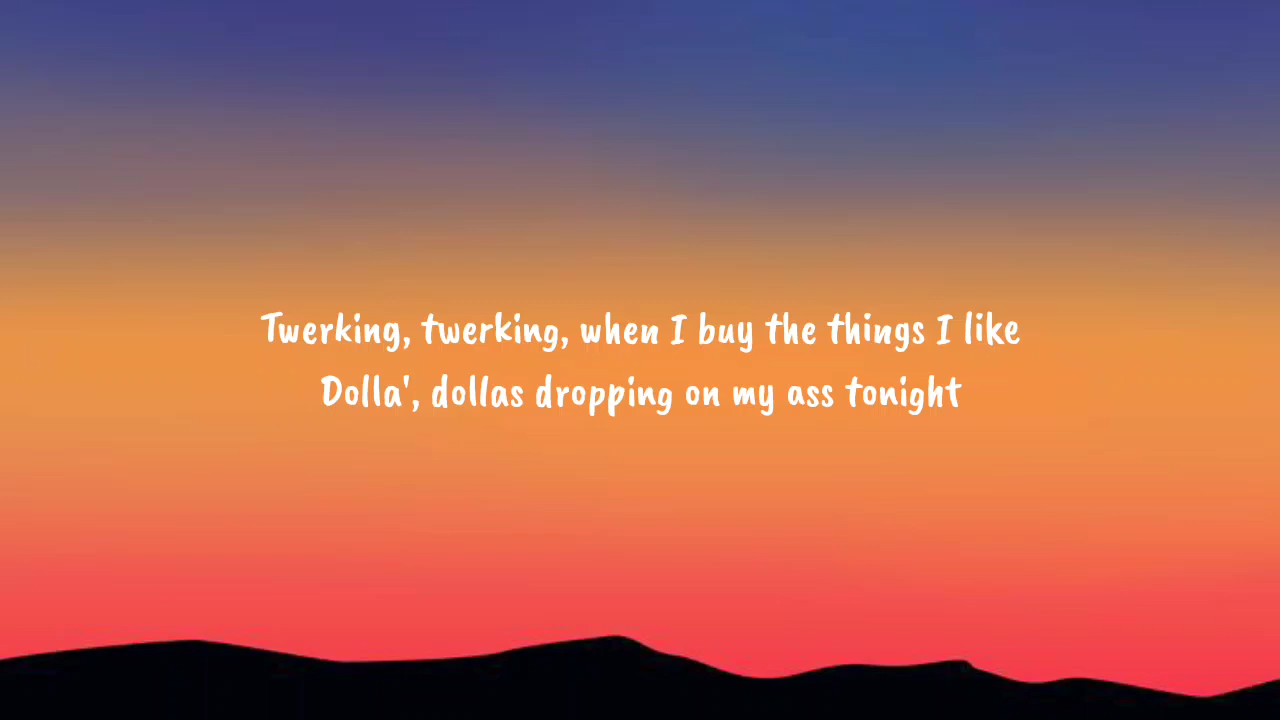 Twerking, twerking, when I buy the things I like
Dolla', dollas dropping on my ass tonight